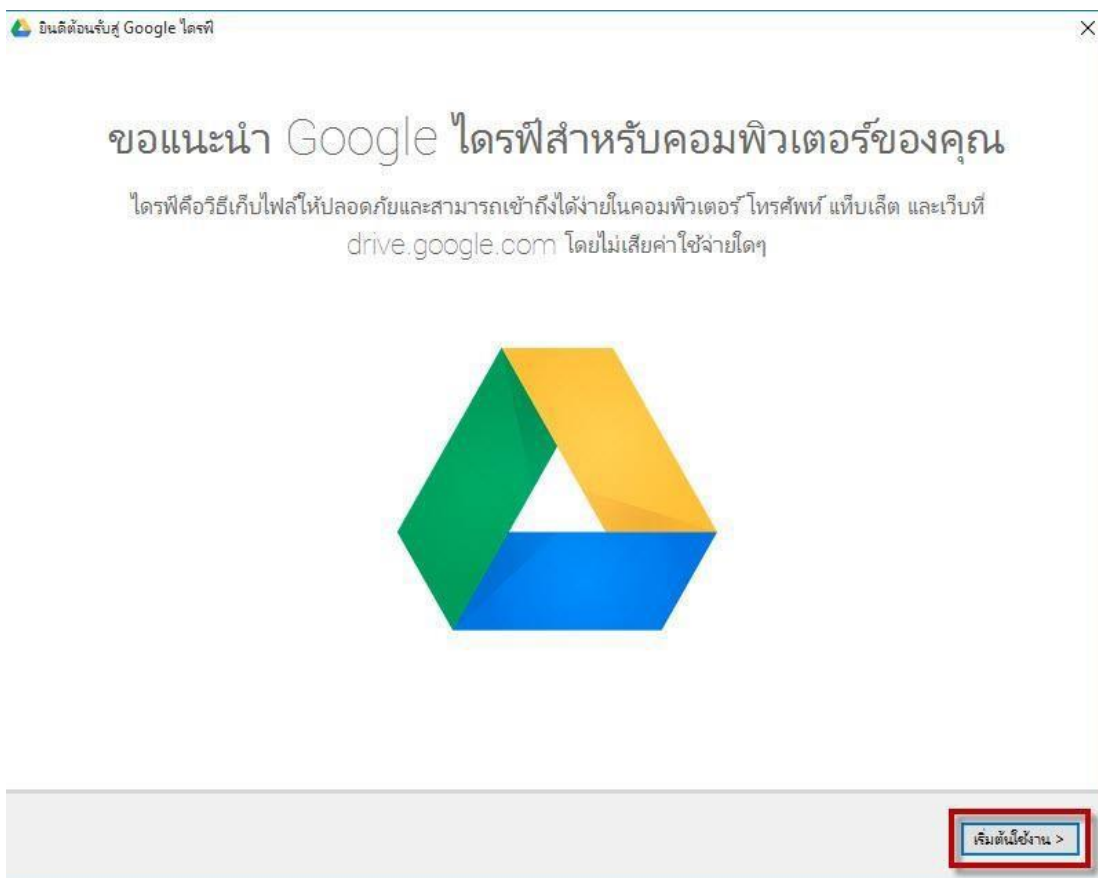 ยินดีต้อนรับสู่ Google ไดรฟ์
ขอแนะนำ Google ไดรฟ์สำหรับคอมพิวเตอร์ของคุณ
ไดรฟ์คือวิธีเก็บไฟล์ให้ปลอดภัยและสามารถเข้าถึงได้ง่ายในคอมพิวเตอร์ โทรศัพท์ แท็บเล็ต และเว็บที่
drive.google.com โดยไม่เสียค่าใช้จ่ายใดๆ
เริ่มต้นใช้งาน >